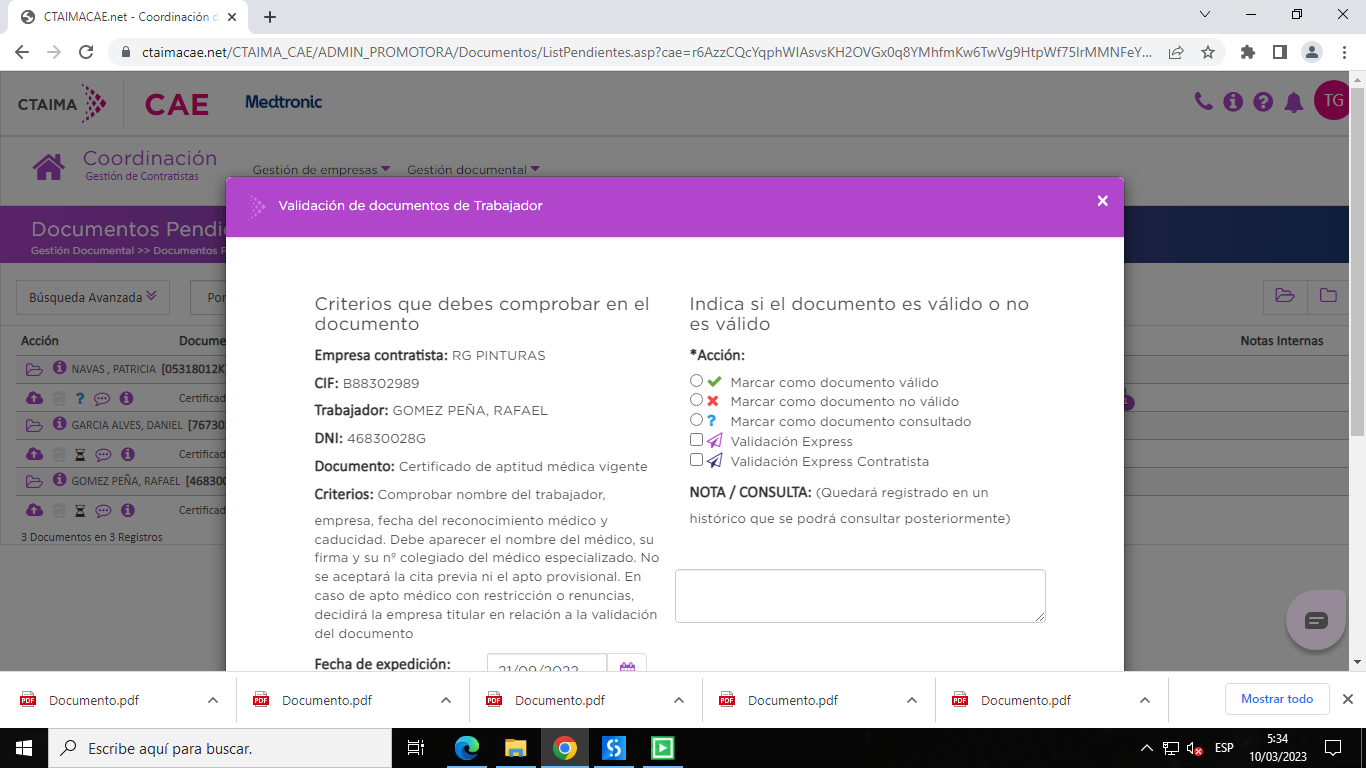 CTAIMACAE.net - Coordinación d
ctaimacae.net/CTAIMA_CAE/ADMIN_PROMOTORA/Documentos/ListPendientes.asp?cae=r6AzzCQcYqphWIAsvsKH2OVGx0q8YMhfmKw6TwVg9HtpWf75IrMMNFeY...
CTAIMA
CAE
Medtronic
TG
Coordinación
Gestión de Contratistas
Gestión de empresas
Gestión documental
Validación de documentos de Trabajador
×
Documentos Pendi
Gestión Documental >> Documentos P
Búsqueda Avanzada
Por
Acción
Docume
Notas Internas
NAVAS , PATRICIA [05318012K
Certificad
GARCIA ALVES, DANIEL [76730
Certificad
GOMEZ PEÑA, RAFAEL [46830
Certificad
3 Documentos en 3 Registros
Criterios que debes comprobar en el
documento
Empresa contratista: RG PINTURAS
CIF: B88302989
Trabajador: GOMEZ PEÑA, RAFAEL
DNI: 46830028G
Documento: Certificado de aptitud médica vigente
Criterios: Comprobar nombre del trabajador,
empresa, fecha del reconocimiento médico y
caducidad. Debe aparecer el nombre del médico, su
firma y su nº colegiado del médico especializado. No
se aceptará la cita previa ni el apto provisional. En
caso de apto médico con restricción o renuncias,
decidirá la empresa titular en relación a la validación
del documento
Fecha de expedición:
21/09/2022
Indica si el documento es válido o no
es válido
*Acción:
Marcar como documento válido
Marcar como documento no válido
? Marcar como documento consultado
Validación Express
Validación Express Contratista
NOTA / CONSULTA: (Quedará registrado en un
histórico que se podrá consultar posteriormente)
Documento.pdf
Documento.pdf
Documento.pdf
Documento.pdf
Documento.pdf
Mostrar todo
Escribe aquí para buscar.
ESP
5:34
10/03/2023